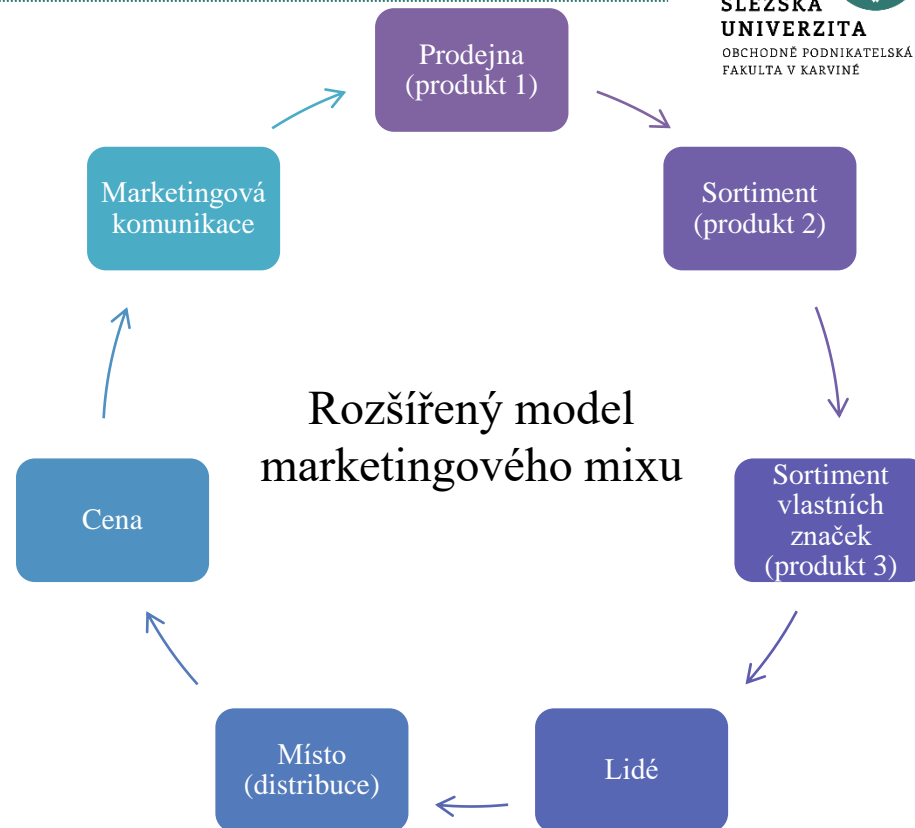 SLEZSKÁ
UNIVERZITA
OBCHODNĚ PODNIKATELSKÁ
FAKULTA V KARVINÉ
Prodejna
(produkt 1)
Sortiment
(produkt 2)
Sortiment
vlastních
značek
(produkt 3)
Lidé
Místo
(distribuce)
Cena
Marketingová
komunikace
Rozšířený model
marketingového mixu